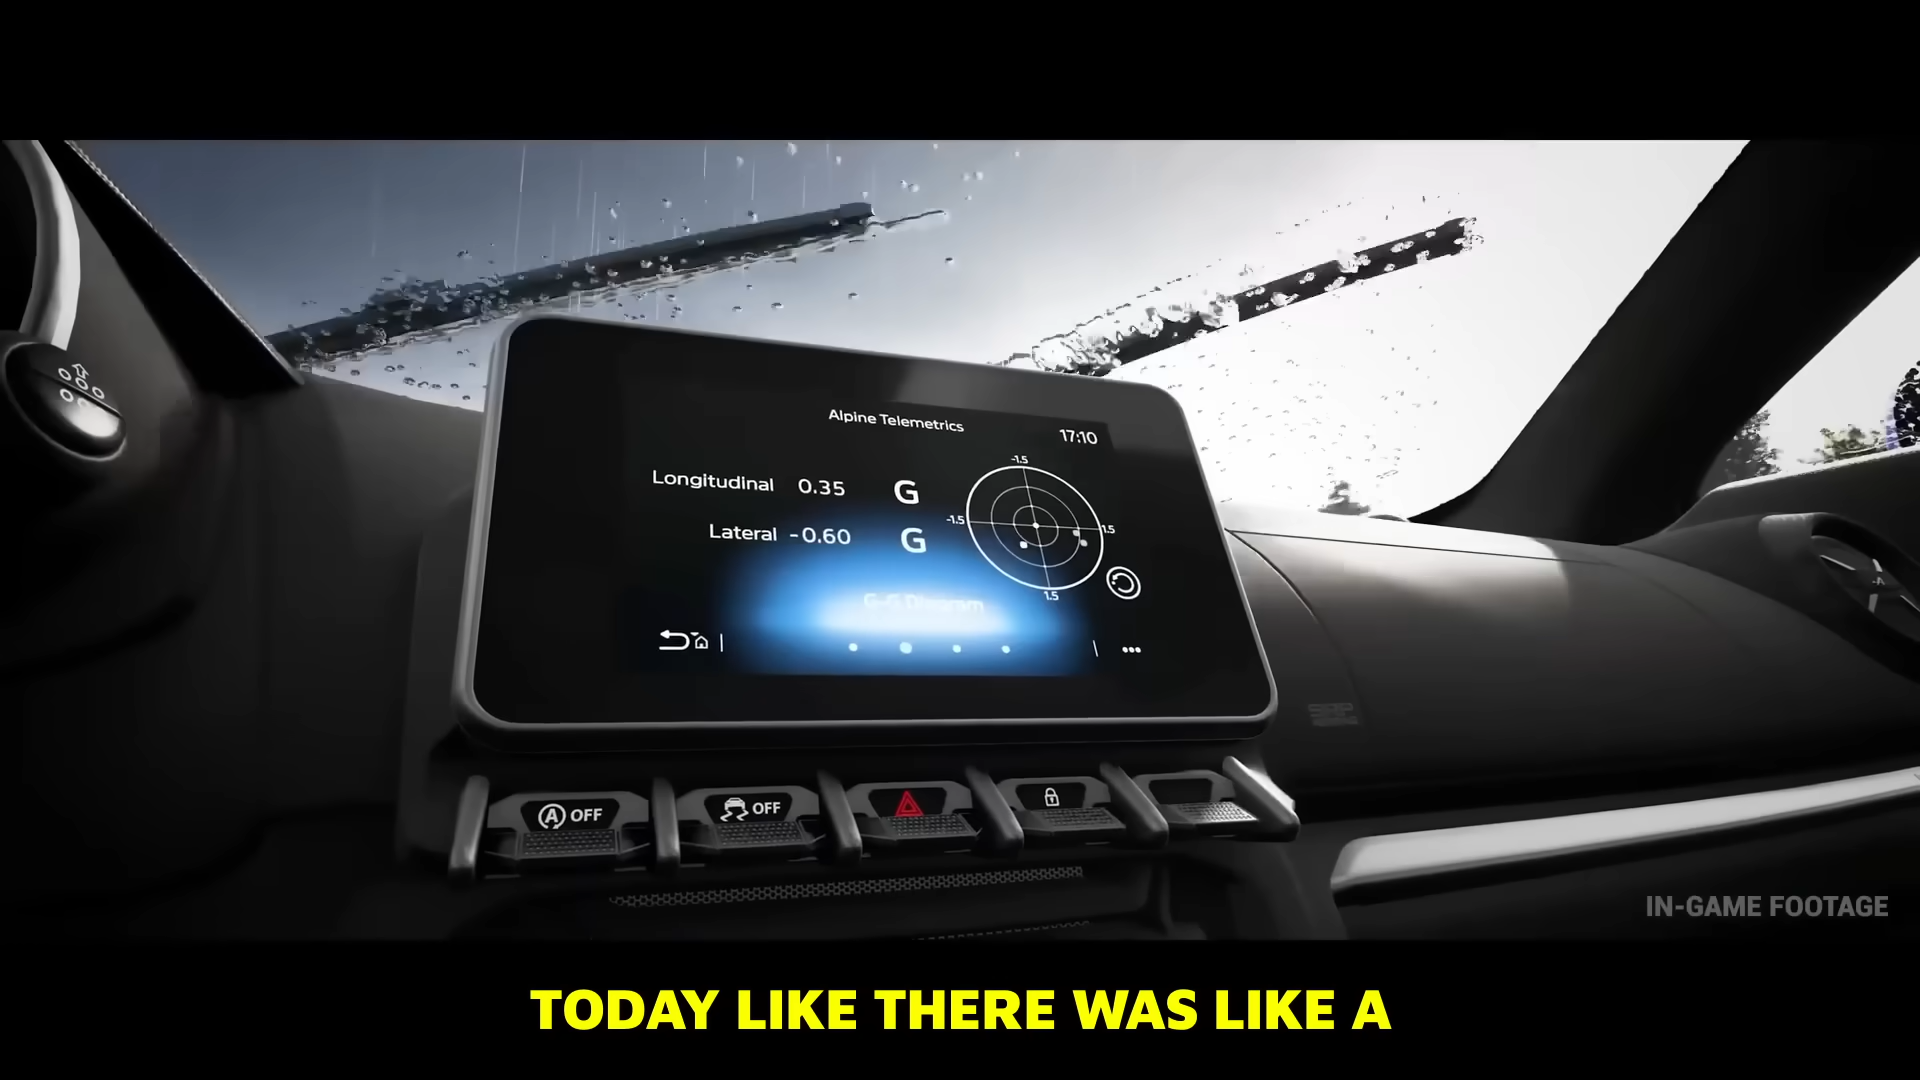 Alpine Telemetrics
17:10
Longitudinal 0.35 G
Lateral -0.60 G
-1.5
-1.5
1.5
1.5
G-G Diagram
A OFF
OFF
IN-GAME FOOTAGE
TODAY LIKE THERE WAS LIKE A